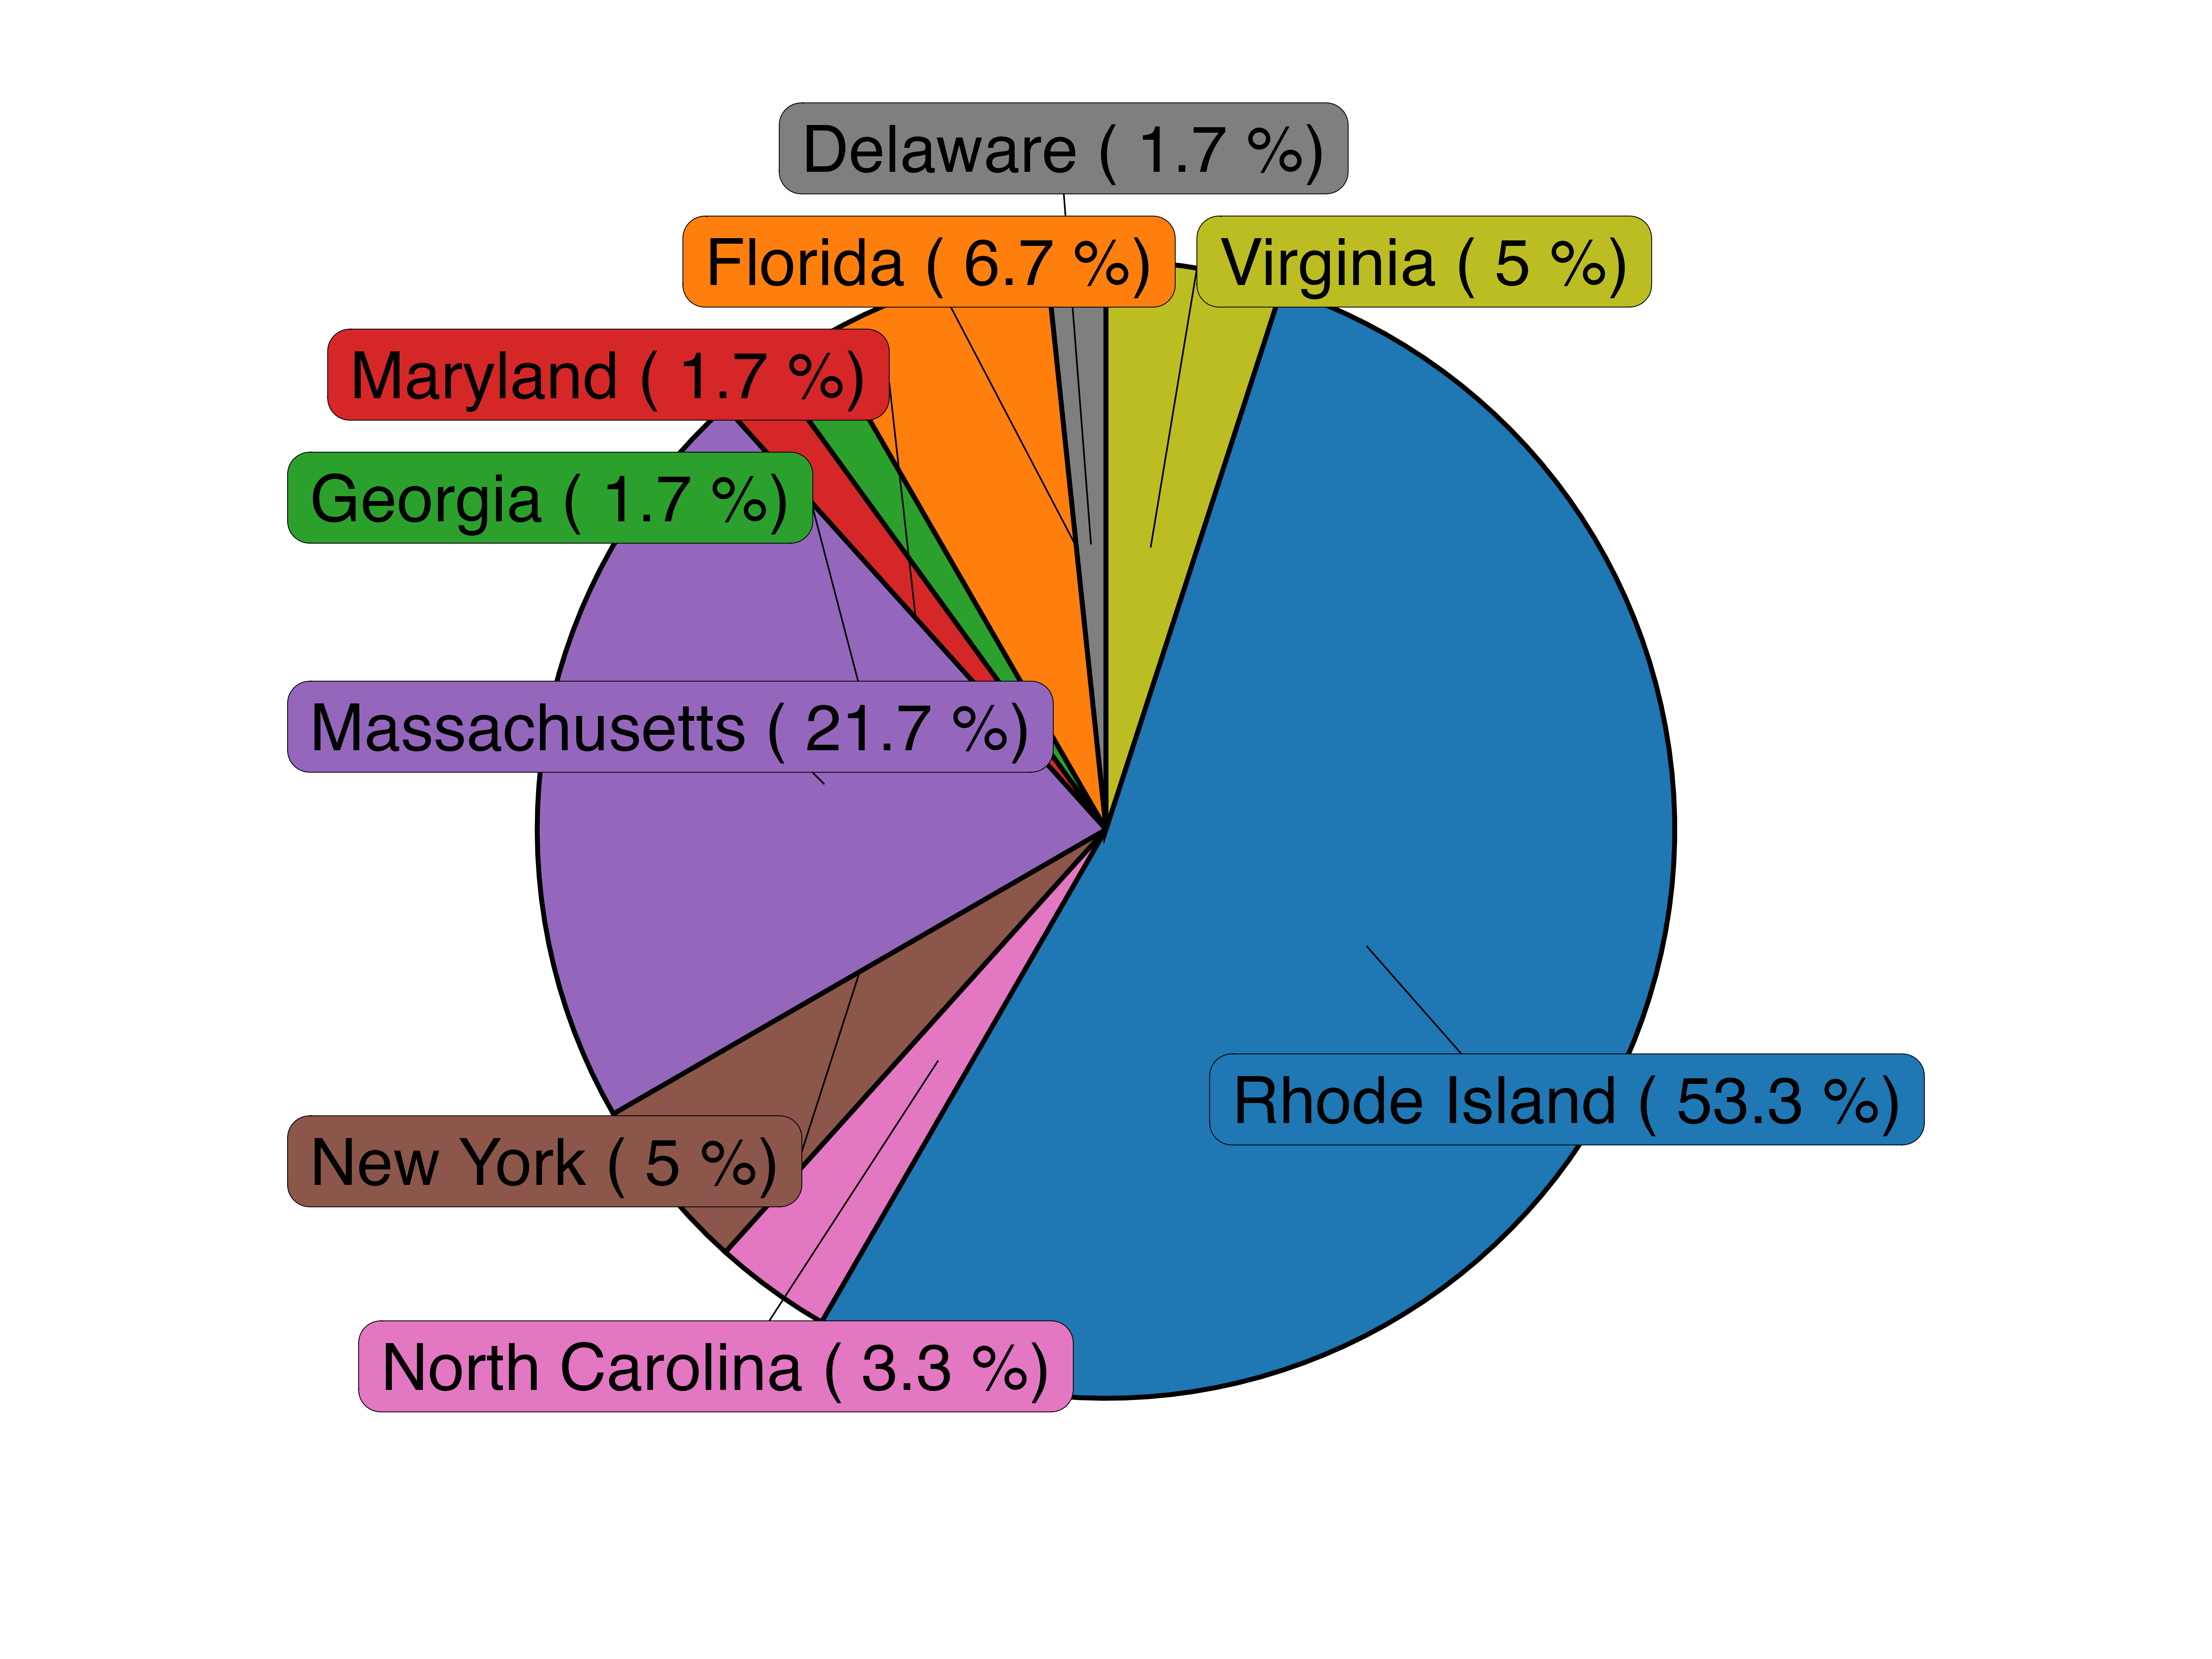 Delaware ( 1.7 %)
Florida ( 6.7 %)
Virginia ( 5 %)
Maryland ( 1.7 %)
Georgia ( 1.7 %)
Massachusetts ( 21.7 %)
Rhode Island ( 53.3 %)
New York ( 5 %)
North Carolina ( 3.3 %)